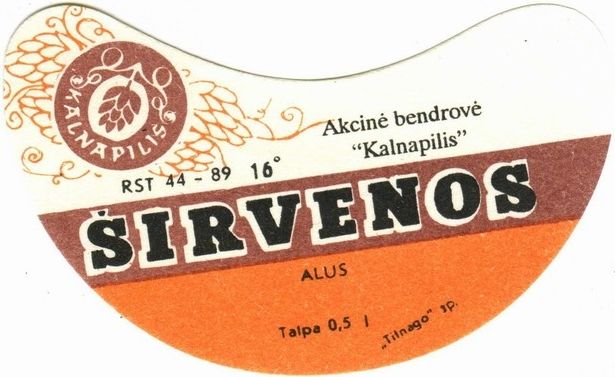 KALNAPILIS
Akcinė bendrovė
“Kalnapilis”
RST 44 - 89 16°
ŠIRVENOS
ALUS
Talpa 0,5 l
„Titnago” sp.